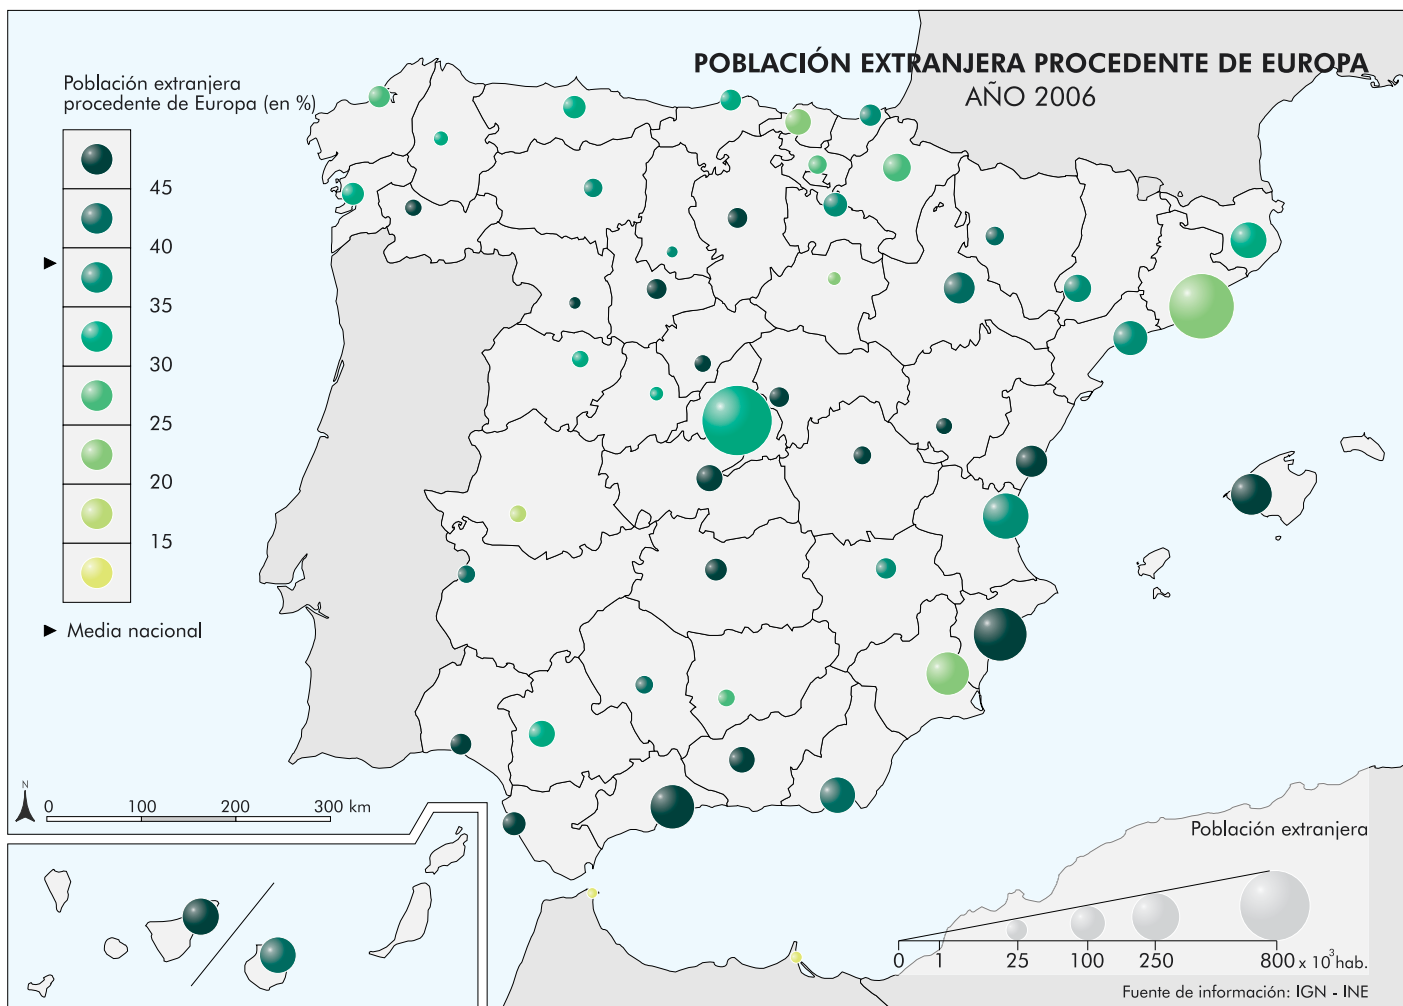 POBLACIÓN EXTRANJERA PROCEDENTE DE EUROPA
AÑO 2006
Población extranjera
procedente de Europa (en %)
45
40
35
30
25
20
15
► Media nacional
N
0 100 200 300 km
Población extranjera
0 1 25 100 250 800 x 10³ hab.
Fuente de información: IGN - INE